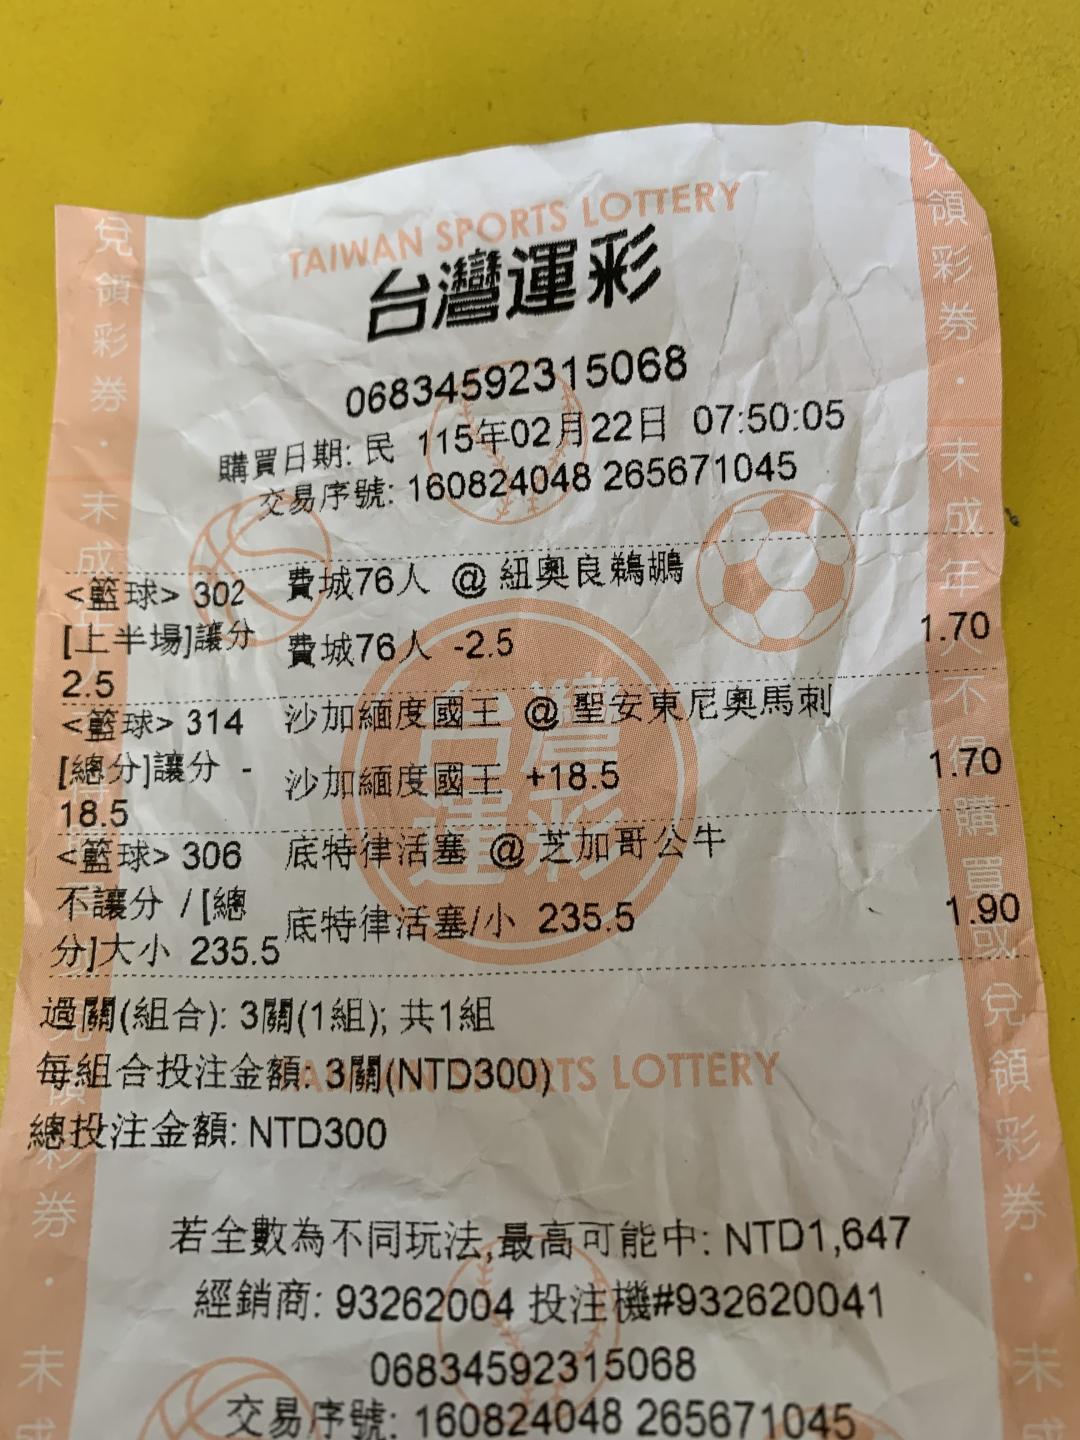 TAIWAN SPORTS LOTTERY
台灣運彩
06834592315068
購買日期: 民 115年02月22日 07:50:05
交易序號: 160824048 265671045
<籃球> 302 費城76人 @ 紐奧良鵜鶘
[上半場]讓分 費城76人 -2.5 1.70
2.5
<籃球> 314 沙加緬度國王 @ 聖安東尼奧馬刺
[總分]讓分 - 沙加緬度國王 +18.5 1.70
18.5
<籃球> 306 底特律活塞 @ 芝加哥公牛
不讓分 / [總 底特律活塞/小 235.5 1.90
分]大小 235.5
過關(組合): 3關(1組); 共1組
每組合投注金額: 3關(NTD300)
TAIWAN SPORTS LOTTERY
總投注金額: NTD300
若全數為不同玩法,最高可能中: NTD1,647
經銷商: 93262004 投注機#932620041
06834592315068
交易序號: 160824048 265671045
台灣運彩
兌領彩券・未成年人不得購買或兌領彩券・未成